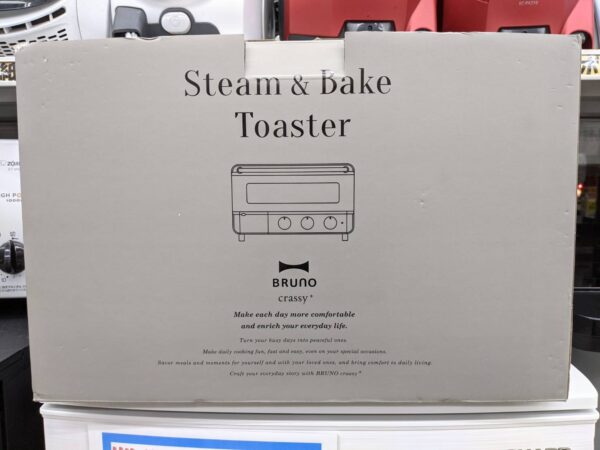 Steam & Bake
Toaster
BRUNO
crassy+
Make each day more comfortable
and enrich your everyday life.
Turn your busy days into peaceful ones.
Make daily cooking fun, fast and easy, even on your special occasions.
Savor meals and moments for yourself and with your loved ones, and bring comfort to daily living.
Craft your everyday story with BRUNO crassy+